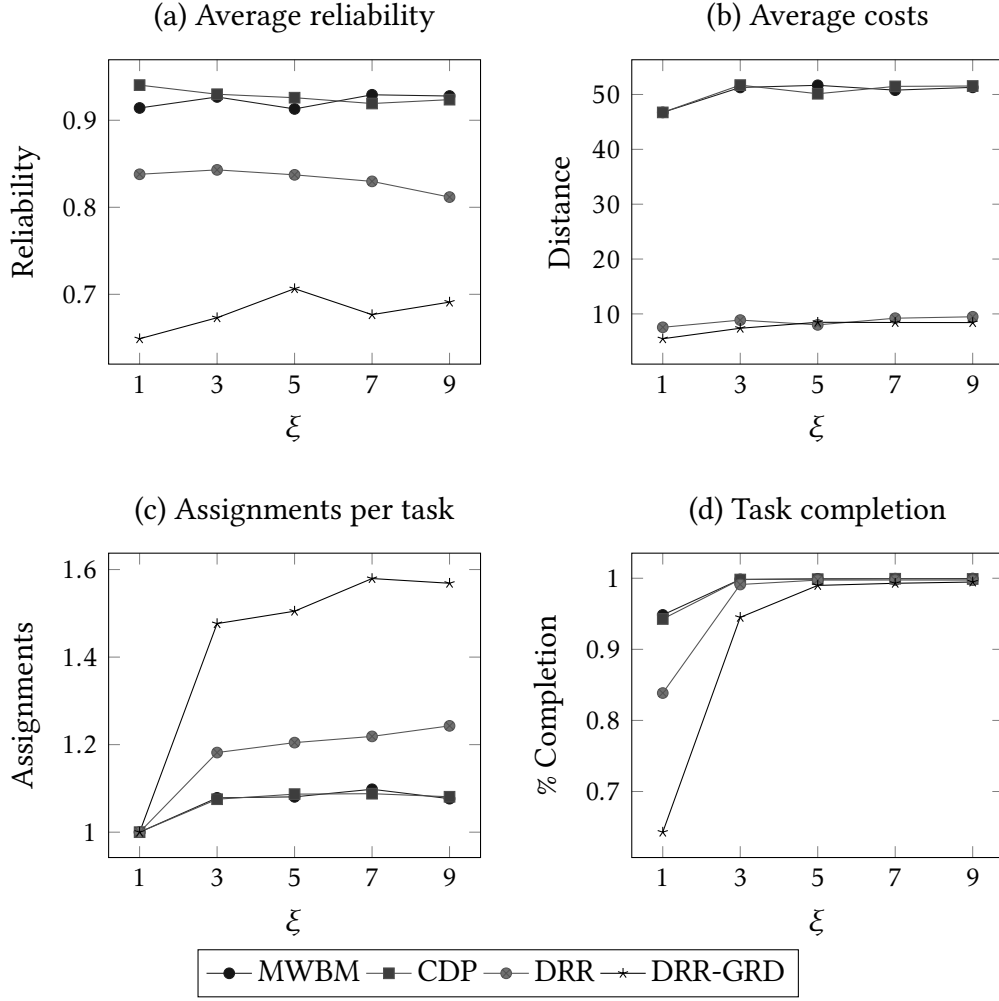 (a) Average reliability
0.9
0.8
0.7
Reliability
1 3 5 7 9
ξ
(b) Average costs
50
40
30
20
10
Distance
1 3 5 7 9
ξ
(c) Assignments per task
1.6
1.4
1.2
1
Assignments
1 3 5 7 9
ξ
(d) Task completion
1
0.9
0.8
0.7
% Completion
1 3 5 7 9
ξ
MWBM CDP DRR DRR-GRD